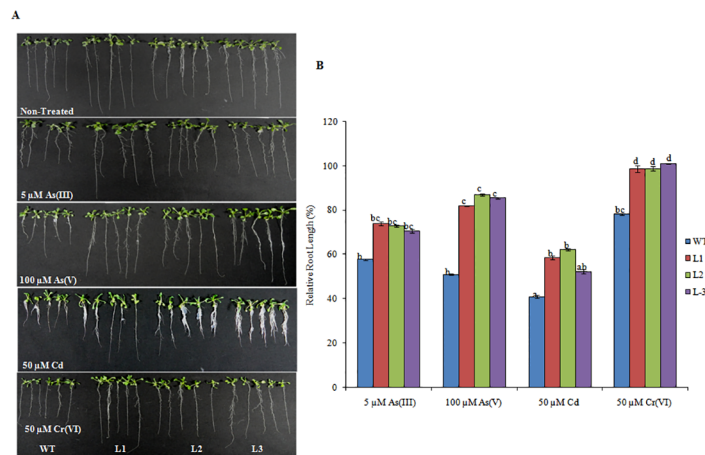 A
Non-Treated
5 µM As(III)
100 µM As(V)
50 µM Cd
50 µM Cr(VI)
WT L1 L2 L3
B
120
100
80
60
40
20
0
Relative Root Length (%)
b bc bc bc
b c c c
a b b ab
bc d d d
5 µM As(III) 100 µM As(V) 50 µM Cd 50 µM Cr(VI)
WT
L1
L2
L-3